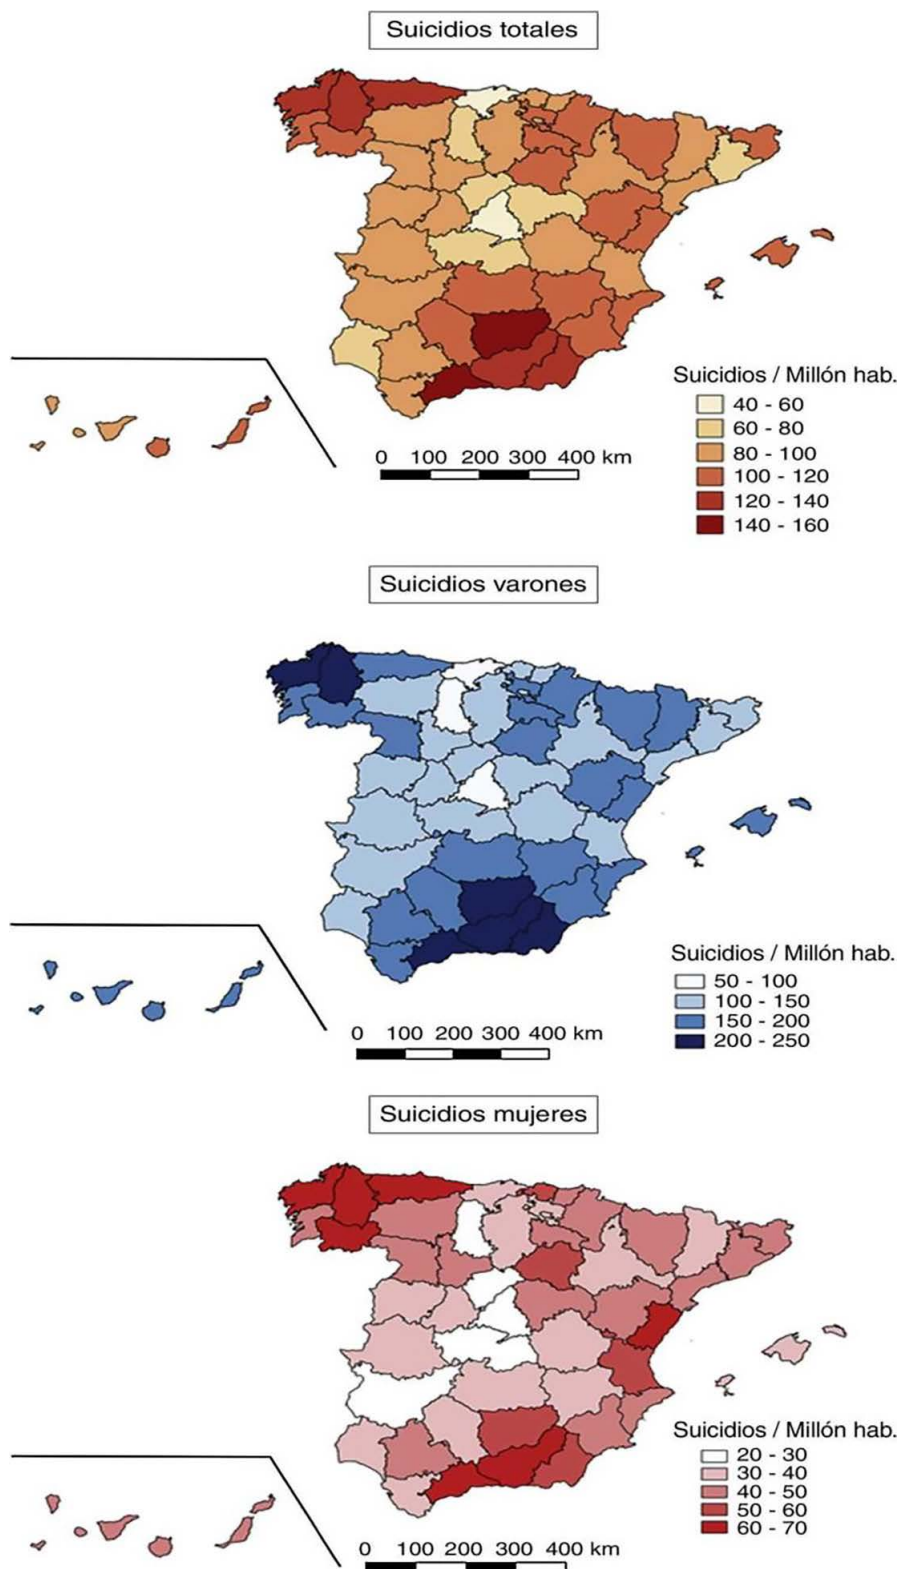 Suicidios totales
Suicidios / Millón hab.
40 - 60
60 - 80
80 - 100
100 - 120
120 - 140
140 - 160
0 100 200 300 400 km
Suicidios varones
Suicidios / Millón hab.
50 - 100
100 - 150
150 - 200
200 - 250
0 100 200 300 400 km
Suicidios mujeres
Suicidios / Millón hab.
20 - 30
30 - 40
40 - 50
50 - 60
60 - 70
0 100 200 300 400 km